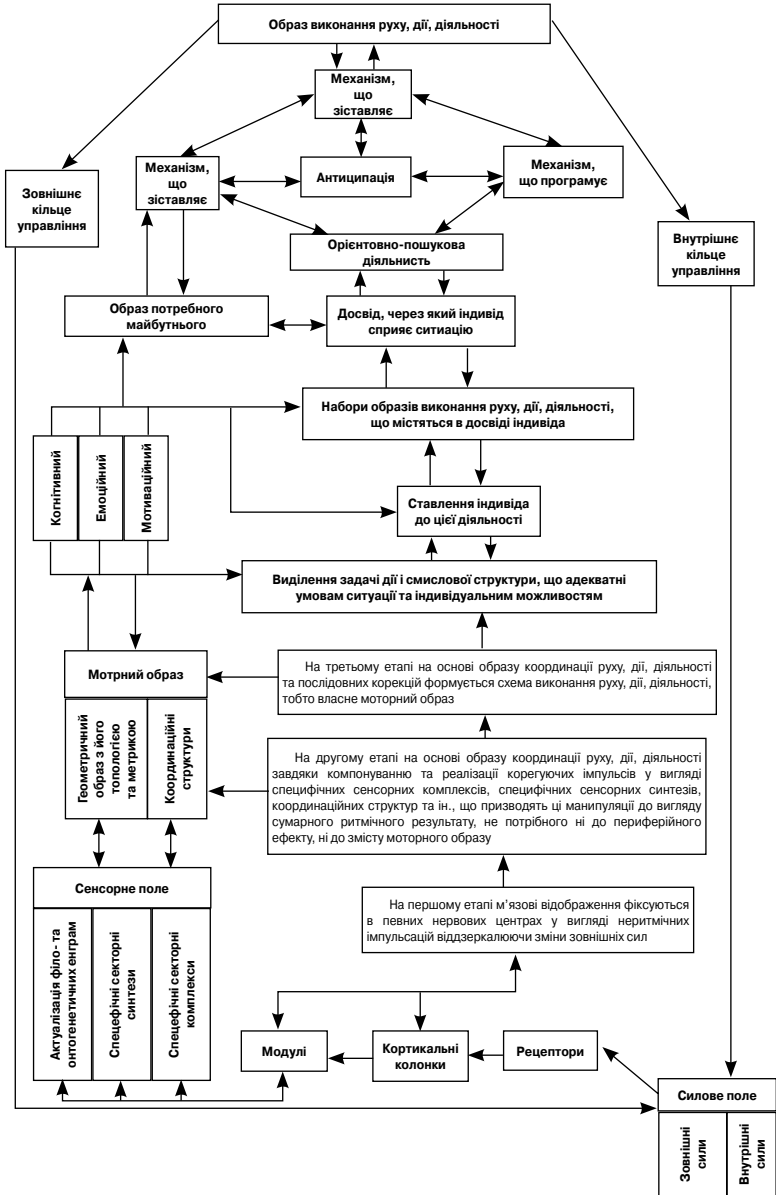 Образ виконання руху, дії, діяльності
Механізм,
що
зіставляє
Механізм,
що
зіставляє
Антиципація
Механізм,
що програмує
Зовнішнє
кільце
управління
Внутрішнє
кільце
управління
Орієнтовно-пошукова
діяльнисть
Образ потребного
майбутнього
Досвід, через який індивід
сприяє ситиацію
Набори образів виконання руху, дії, діяльності,
що містяться в досвіді індивіда
Когнітивний
Емоційний
Мотиваційний
Ставлення індивіда
до цієї діяльності
Виділення задачі дії і смислової структури, що адекватні
умовам ситуації та індивідуальним можливостям
Мотрний образ
Геометричний
образ з його
топологією
та метрикою
Координаційні
структури
На третьому етапі на основі образу координації руху, дії, діяльності
та послідовних корекцій формується схема виконання руху, дії, діяльності,
тобто власне моторний образ
На другому етапі на основі образу координації руху, дії, діяльності
завдяки компонуванню та реалізації корегуючих імпульсів у вигляді
специфічних сенсорних комплексів, специфічних сенсорних синтезів,
координаційних структур та ін., що призводять ці манипуляції до вигляду
сумарного ритмічного результату, не потрібного ні до периферійного
ефекту, ні до змісту моторного образу
Сенсорне поле
Актуалізація філо- та
онтогенетичних енграм
Спецефічні секторні
синтези
Спецефічні секторні
комплекси
На першому етапі м’язові відображення фіксуються
в певних нервових центрах у вигляді неритмічних
імпульсацій віддзеркалюючи зміни зовнішніх сил
Модулі
Кортикальні
колонки
Рецептори
Силове поле
Зовнішні
сили
Внутрішні
сили